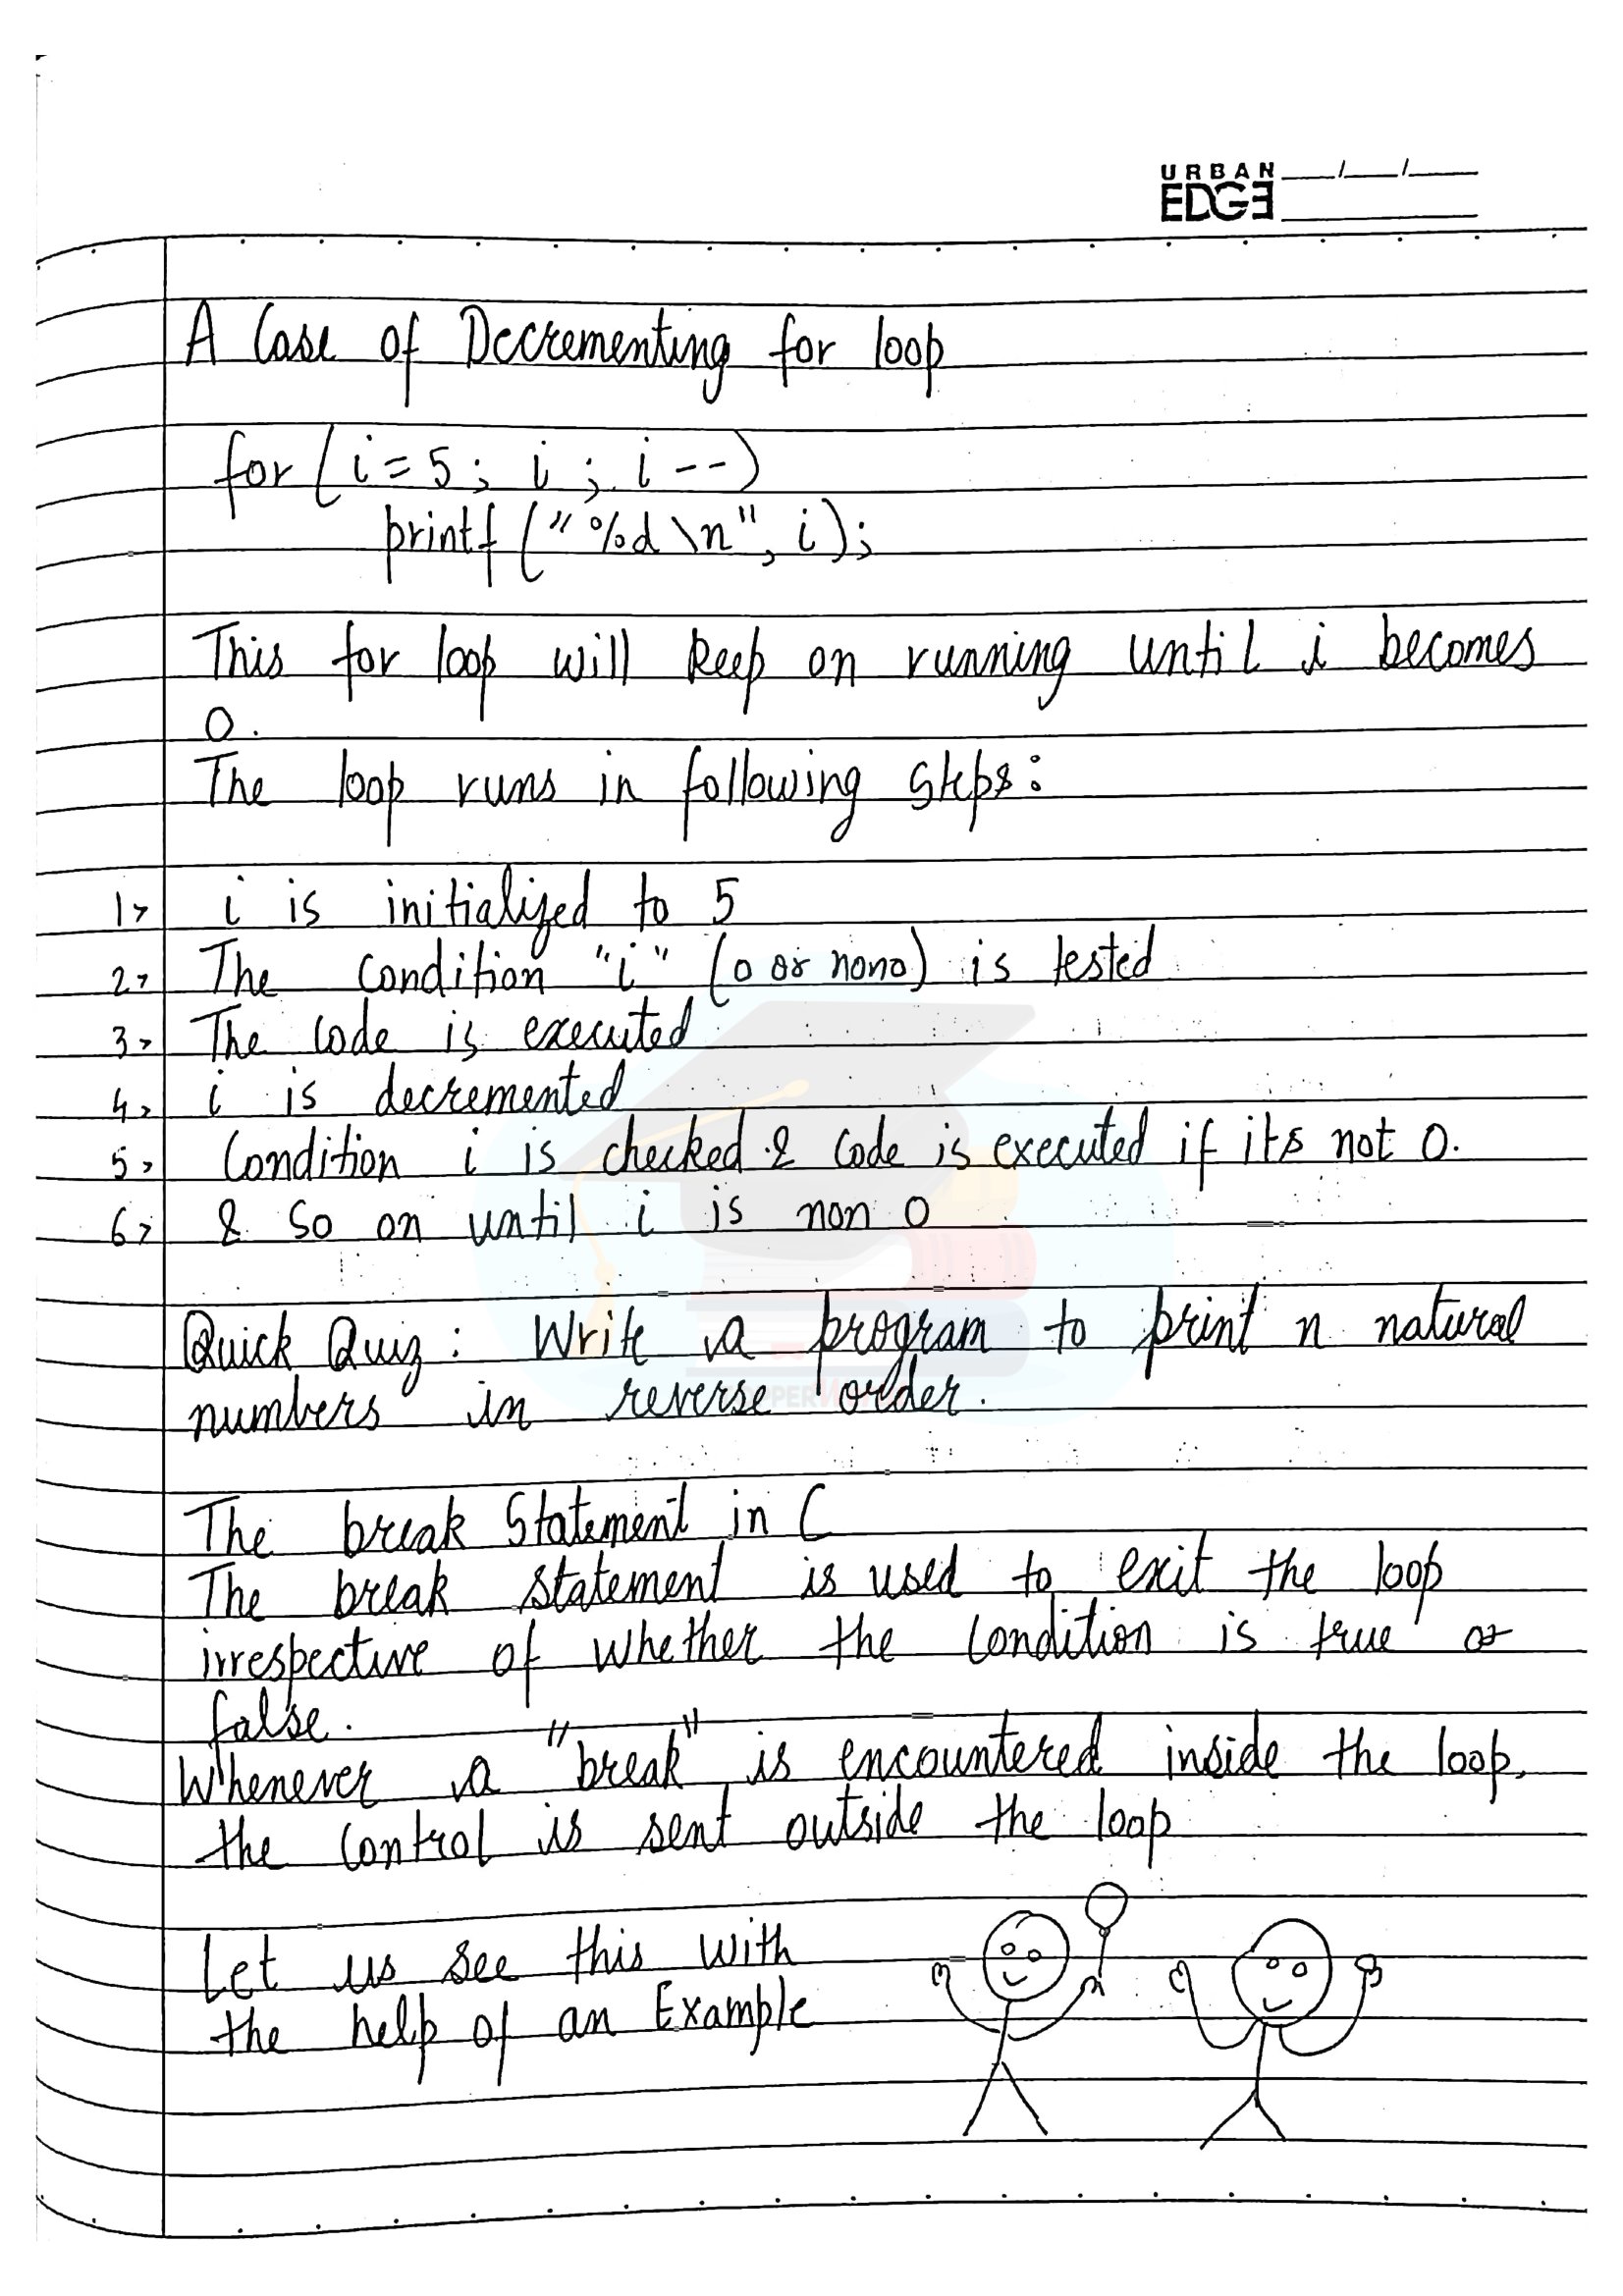 URBAN
EDGE
A Case of Decrementing for loop
for (i=5; i; i--)
printf ("%d\n", i);
This for loop will keep on running until i becomes
0.
The loop runs in following steps:
1> i is initialized to 5
2> The condition "i" (0 or non0) is tested
3> The code is executed
4> i is decremented
5> Condition i is checked & code is executed if its not 0.
6> & so on until i is non 0
Quick Quiz: Write a program to print n natural
numbers in reverse order.
The break Statement in C
The break statement is used to exit the loop
irrespective of whether the condition is true or
false.
Whenever a "break" is encountered inside the loop,
the control is sent outside the loop
Let us see this with
the help of an Example